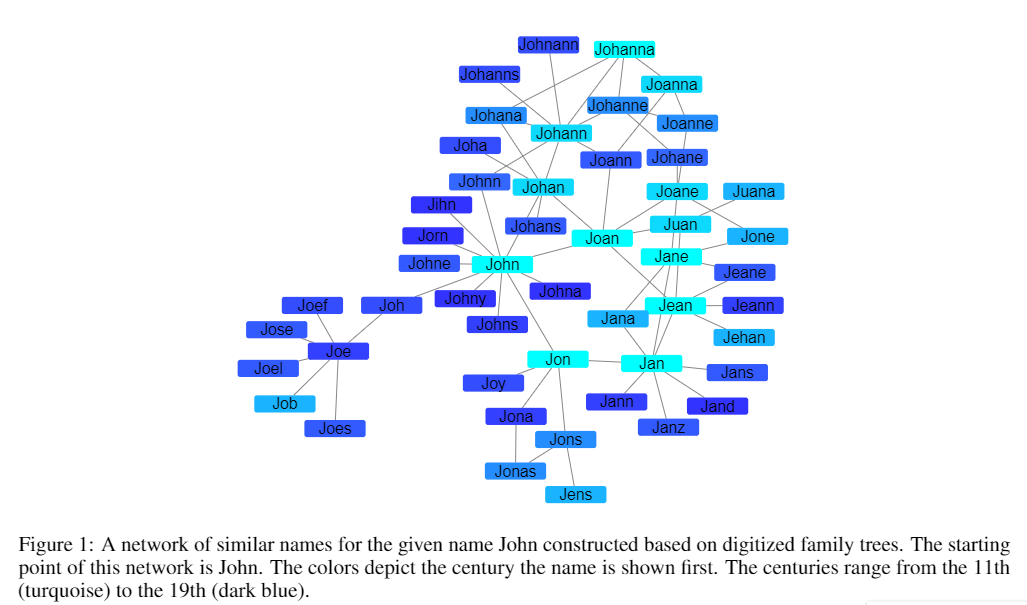 Johnann
Johanna
Johanns
Joanna
Johanne
Johana
Joanne
Johann
Joha
Joann
Johane
Johnn
Johan
Joane
Juana
Jihn
Johans
Juan
Jorn
Joan
Jone
Jane
Johne
John
Jeane
Johna
Johny
Joef
Joh
Jean
Jeann
Jana
Johns
Jose
Jehan
Joe
Jon
Jan
Joel
Jans
Joy
Job
Jann
Jand
Jona
Joes
Janz
Jons
Jonas
Jens
Figure 1: A network of similar names for the given name John constructed based on digitized family trees. The starting
point of this network is John. The colors depict the century the name is shown first. The centuries range from the 11th
(turquoise) to the 19th (dark blue).